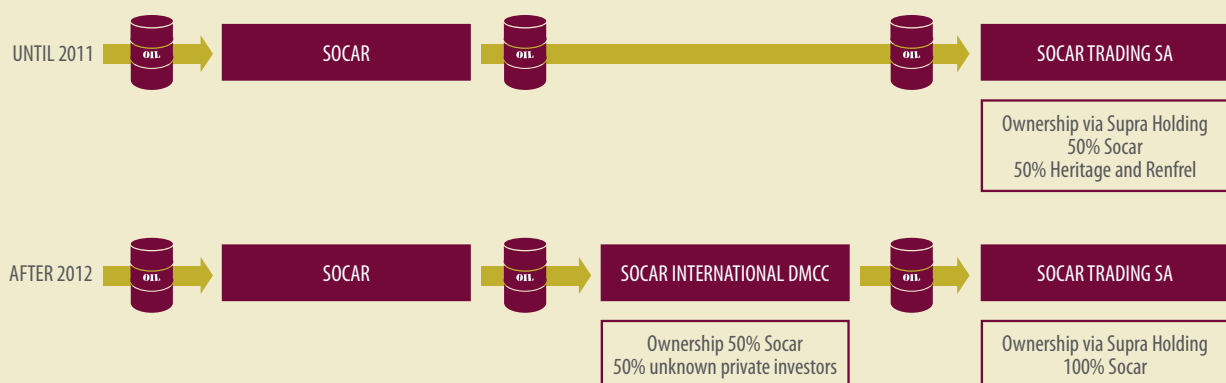 UNTIL 2011
OIL
SOCAR
OIL
OIL
SOCAR TRADING SA
Ownership via Supra Holding
50% Socar
50% Heritage and Renfrel
AFTER 2012
OIL
SOCAR
OIL
SOCAR INTERNATIONAL DMCC
OIL
SOCAR TRADING SA
Ownership 50% Socar
50% unknown private investors
Ownership via Supra Holding
100% Socar